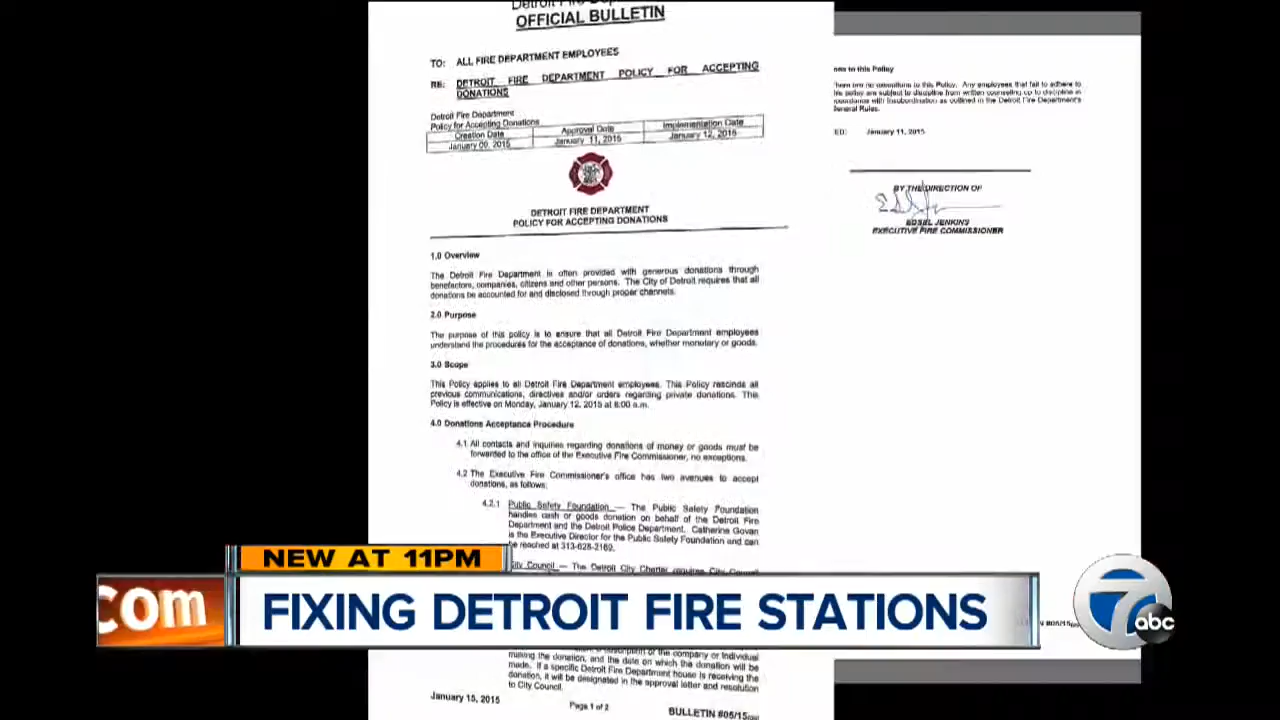 OFFICIAL BULLETIN
TO: ALL FIRE DEPARTMENT EMPLOYEES
RE: DETROIT FIRE DEPARTMENT POLICY FOR ACCEPTING
DONATIONS
Detroit Fire Department
Policy for Accepting Donations
Creation Date Approval Date Implementation Date
January 09, 2015 January 11, 2015 January 12, 2015
DETROIT FIRE DEPARTMENT
POLICY FOR ACCEPTING DONATIONS
1.0 Overview
The Detroit Fire Department is often provided with generous donations through
benefactors, companies, citizens and other persons. The City of Detroit requires that all
donations be accounted for and disclosed through proper channels.
2.0 Purpose
The purpose of this policy is to ensure that all Detroit Fire Department employees
understand the procedures for the acceptance of donations, whether monetary or goods.
3.0 Scope
This Policy applies to all Detroit Fire Department employees. This Policy rescinds all
previous communications, directives and/or orders regarding private donations. This
Policy is effective on Monday, January 12, 2015 at 8:00 a.m.
4.0 Donations Acceptance Procedure
4.1 All contacts and inquiries regarding donations of money or goods must be
forwarded to the office of the Executive Fire Commissioner, no exceptions.
4.2 The Executive Fire Commissioner's office has two avenues to accept
donations, as follows:
4.2.1 Public Safety Foundation — The Public Safety Foundation
handles cash or goods donation on behalf of the Detroit Fire
Department and the Detroit Police Department. Catherine Govan
is the Executive Director for the Public Safety Foundation and can
be reached at 313-628-2169.
City Council — The Detroit City Charter requires City Council
making the donation, and the date on which the donation will be
made. If a specific Detroit Fire Department house is receiving the
donation, it will be designated in the approval letter and resolution
to City Council.
January 15, 2015 Page 1 of 2 BULLETIN #05/15
to this Policy
There are no exemptions to this Policy. Any employees that fail to adhere to
this policy are subject to discipline from written counseling up to discipline in
accordance with Insubordination as outlined in the Detroit Fire Department's
General Rules.
January 11, 2015
BY THE DIRECTION OF
EDSEL JENKINS
EXECUTIVE FIRE COMMISSIONER
NEW AT 11PM
com FIXING DETROIT FIRE STATIONS
7 abc